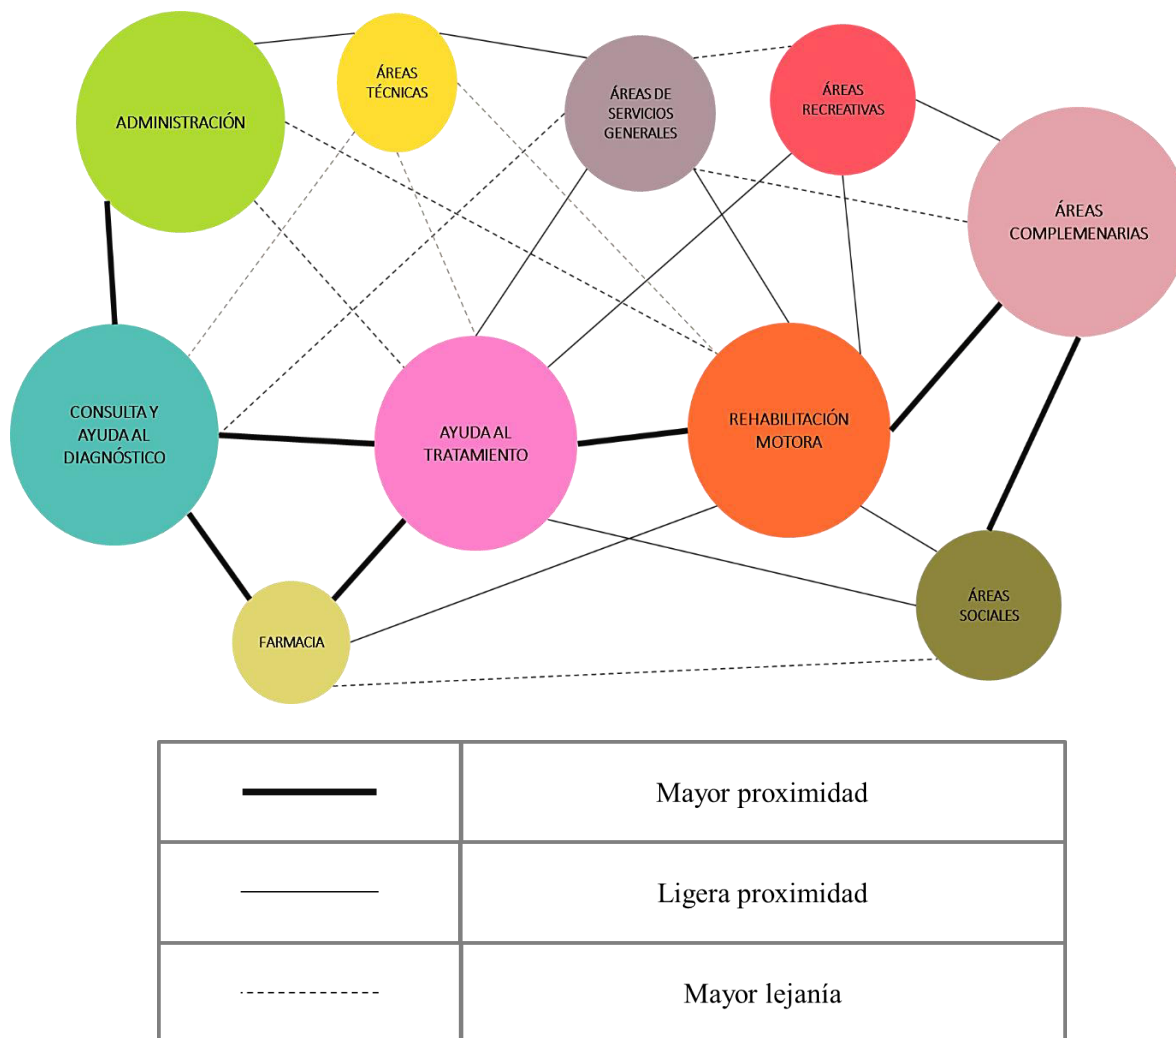 ADMINISTRACIÓN
ÁREAS
TÉCNICAS
ÁREAS DE
SERVICIOS
GENERALES
ÁREAS
RECREATIVAS
ÁREAS
COMPLEMENARIAS
CONSULTA Y
AYUDA AL
DIAGNÓSTICO
AYUDA AL
TRATAMIENTO
REHABILITACIÓN
MOTORA
FARMACIA
ÁREAS
SOCIALES
Mayor proximidad
Ligera proximidad
Mayor lejanía